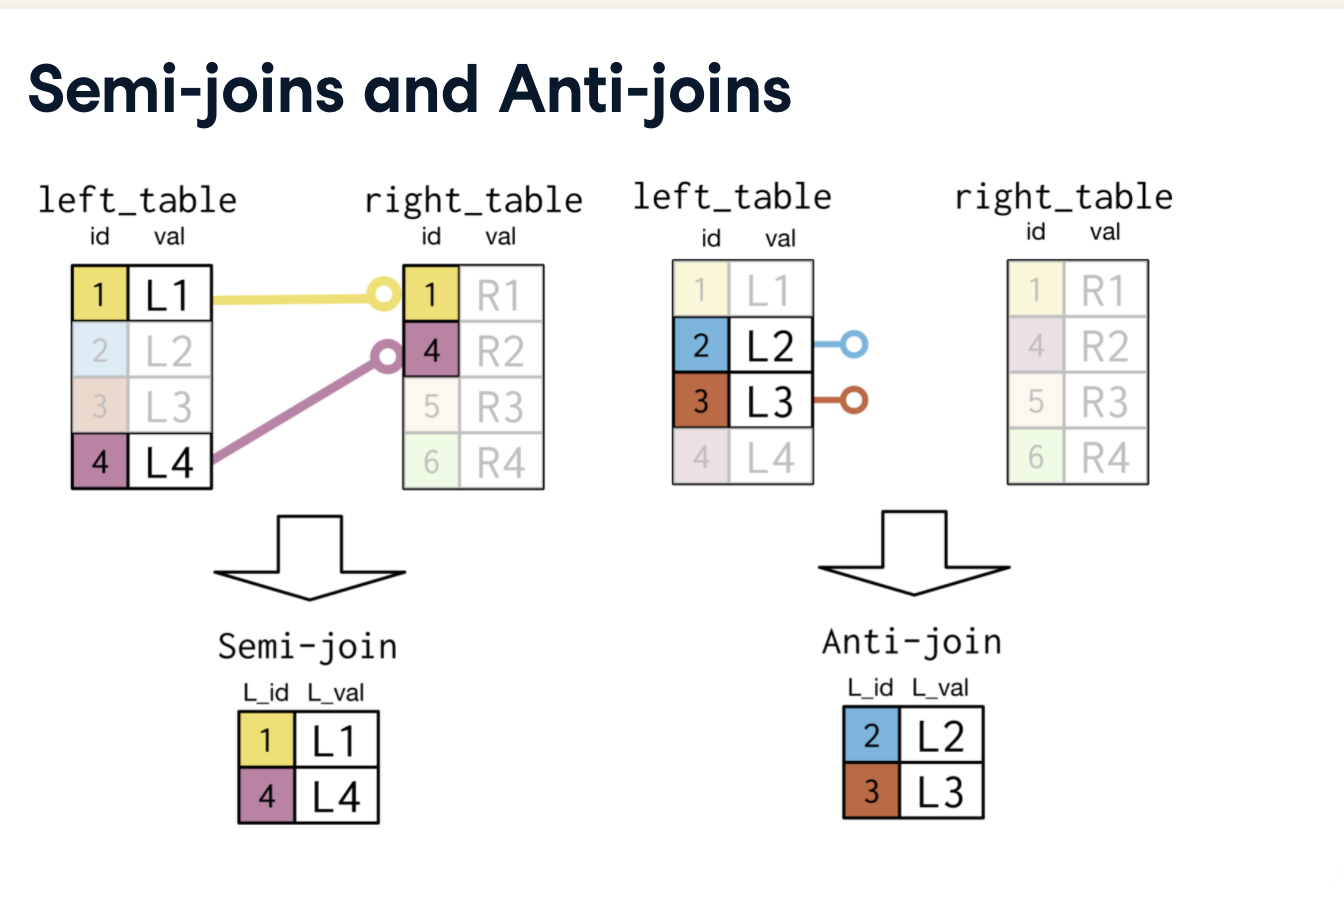 Semi-joins and Anti-joins
left_table right_table
id val id val
1 L1 1 R1
2 L2 4 R2
3 L3 5 R3
4 L4 6 R4
Semi-join
L_id L_val
1 L1
4 L4
left_table right_table
id val id val
1 L1 1 R1
2 L2 4 R2
3 L3 5 R3
4 L4 6 R4
Anti-join
L_id L_val
2 L2
3 L3